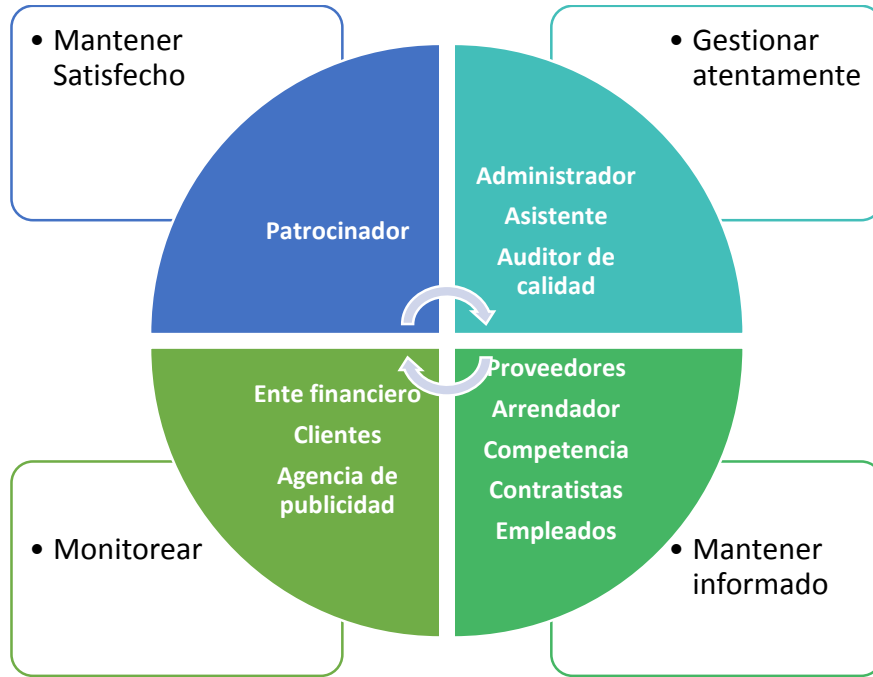 • Mantener
Satisfecho
• Gestionar
atentamente
Patrocinador
Administrador
Asistente
Auditor de
calidad
Ente financiero
Clientes
Agencia de
publicidad
Proveedores
Arrendador
Competencia
Contratistas
Empleados
• Monitorear
• Mantener
informado